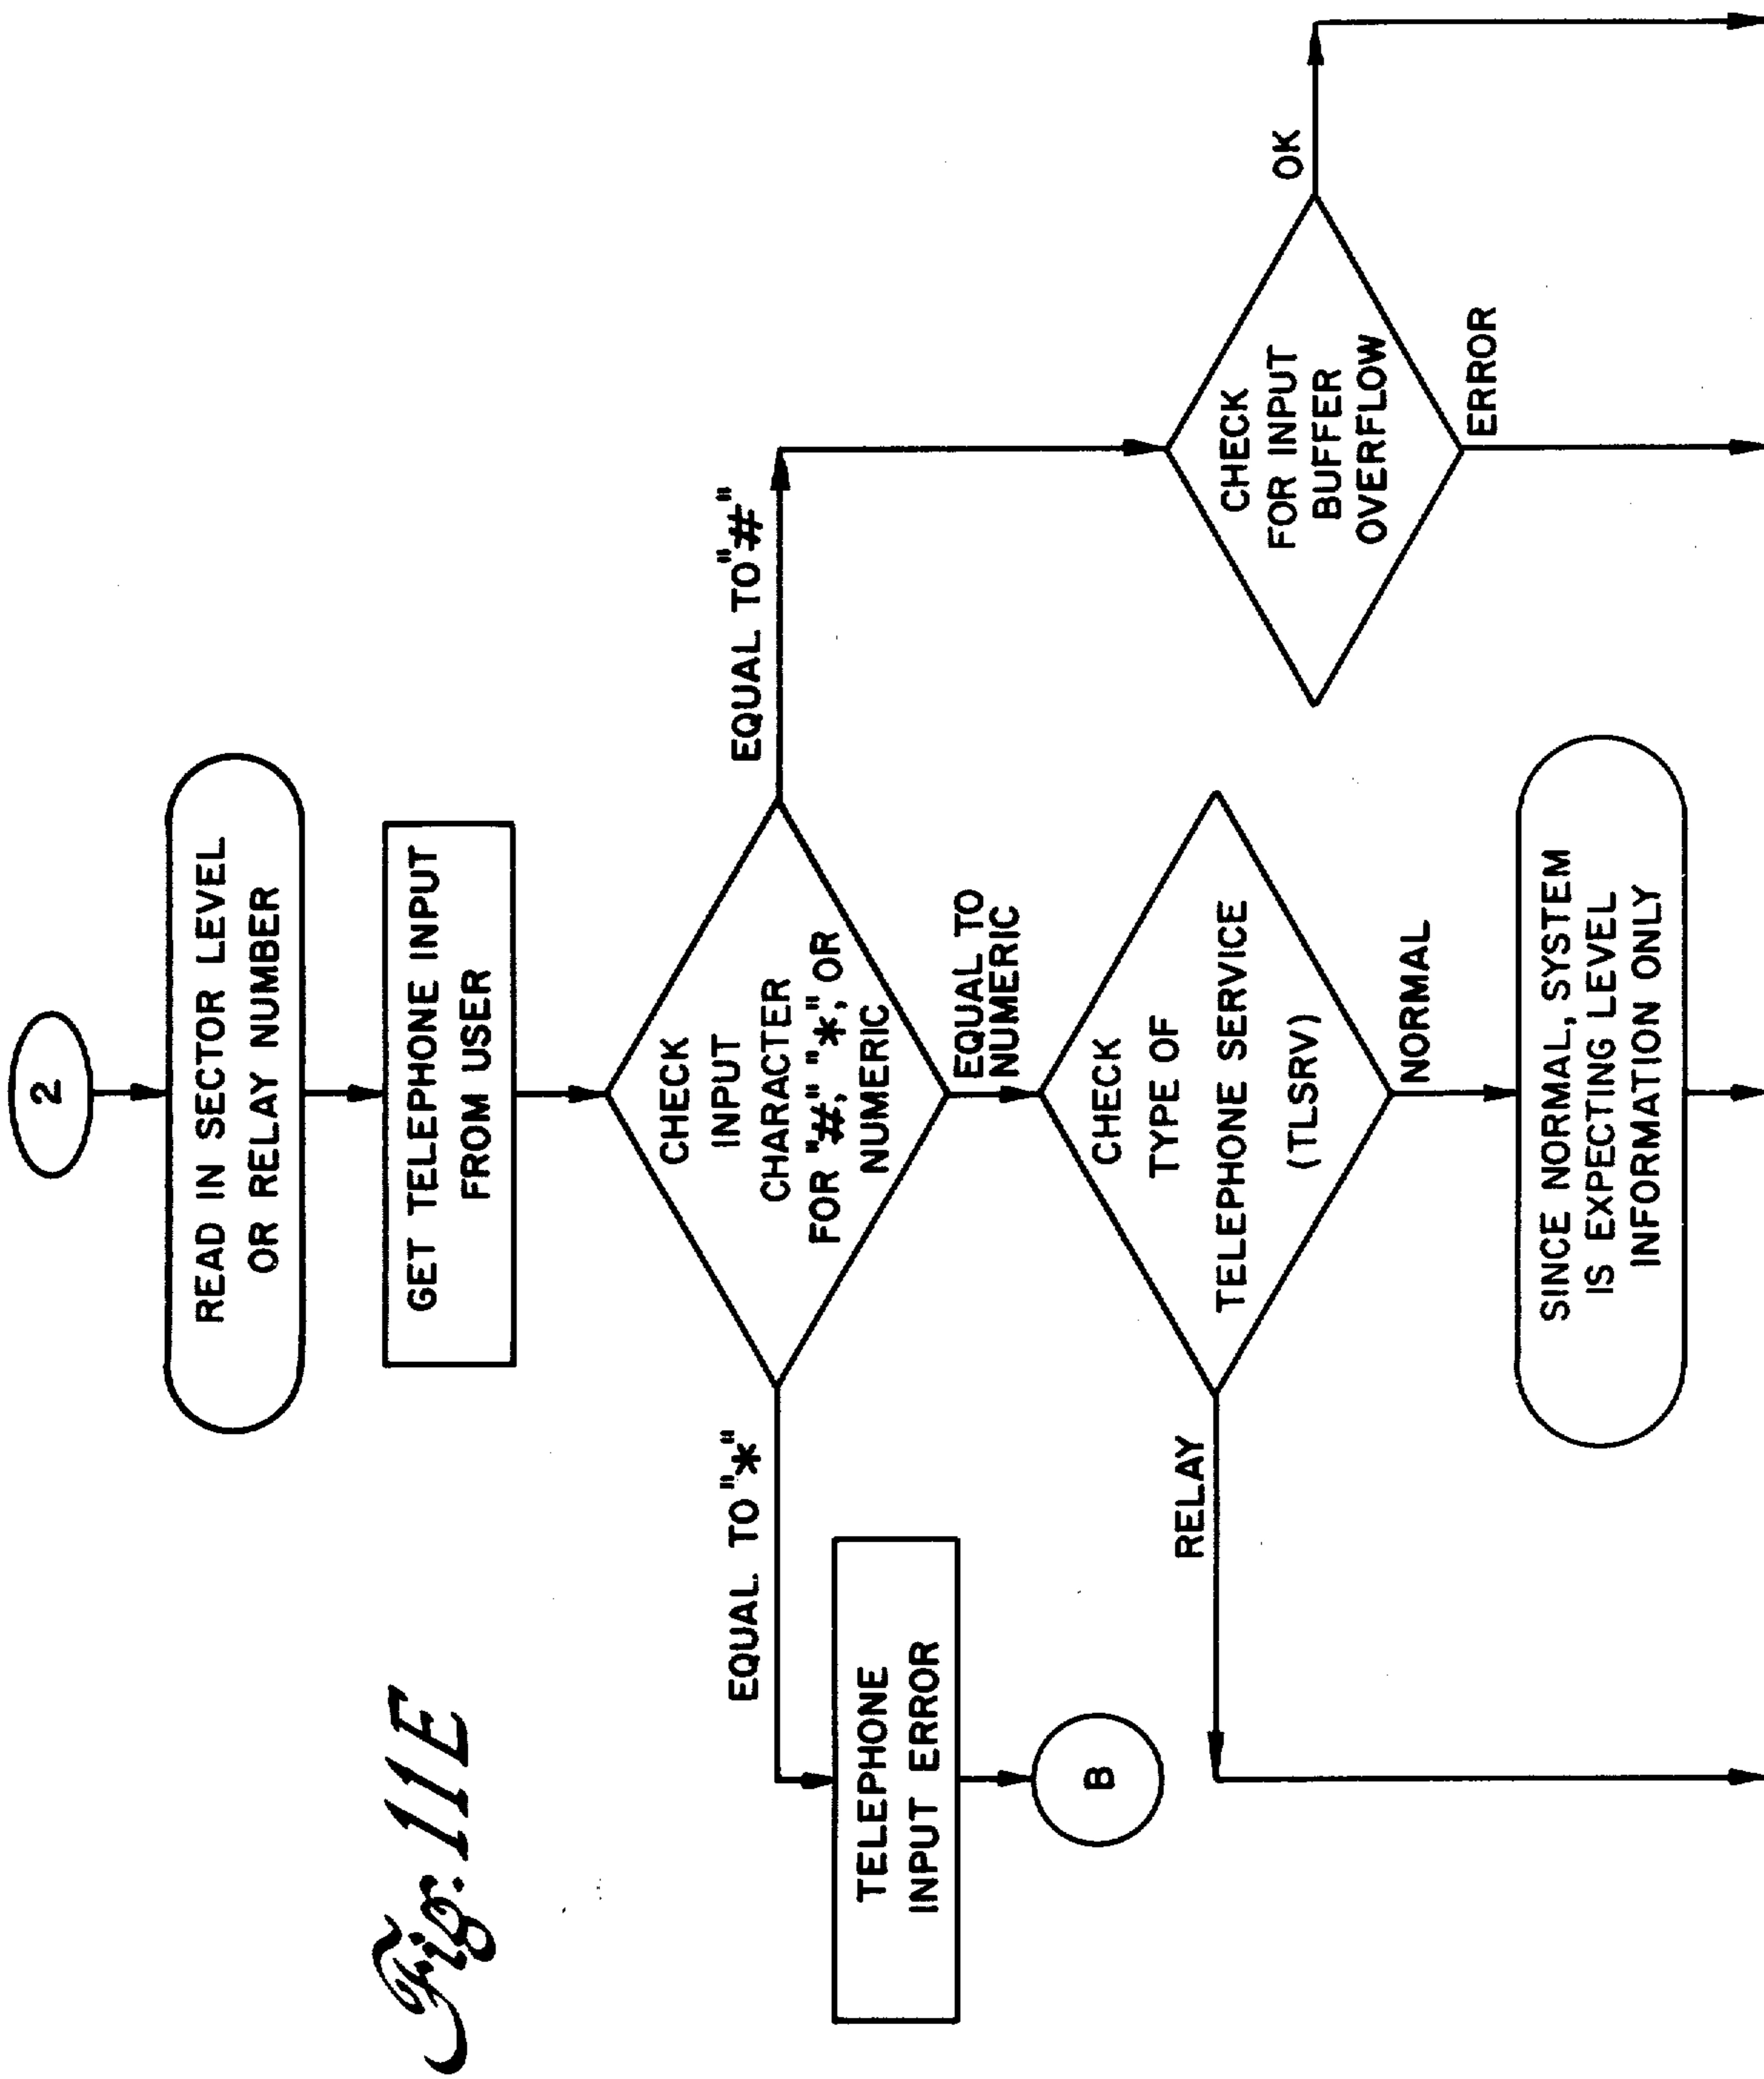 Fig. 11E
2
READ IN SECTOR LEVEL
OR RELAY NUMBER
GET TELEPHONE INPUT
FROM USER
CHECK
INPUT
CHARACTER
FOR "#", "*", OR
NUMERIC
EQUAL TO "*"
EQUAL TO "#"
EQUAL TO
NUMERIC
TELEPHONE
INPUT ERROR
B
CHECK
TYPE OF
TELEPHONE SERVICE
(TLSRV)
RELAY
NORMAL
SINCE NORMAL, SYSTEM
IS EXPECTING LEVEL
INFORMATION ONLY
CHECK
FOR INPUT
BUFFER
OVERFLOW
OK
ERROR